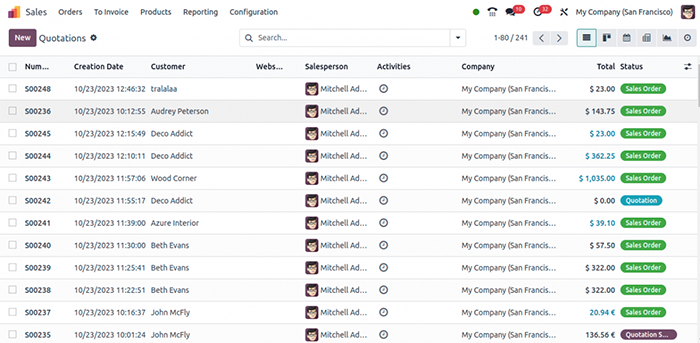 Sales Orders To Invoice Products Reporting Configuration 10 32 My Company (San Francisco)
New Quotations Search... 1-80 / 241
Num... Creation Date Customer Webs... Salesperson Activities Company Total Status
S00248 10/23/2023 12:46:32 tralalaa Mitchell Ad... My Company (San Francis... $ 23.00 Sales Order
S00236 10/23/2023 10:12:55 Audrey Peterson Mitchell Ad... My Company (San Francis... $ 143.75 Sales Order
S00245 10/23/2023 12:15:49 Deco Addict Mitchell Ad... My Company (San Francis... $ 23.00 Sales Order
S00244 10/23/2023 12:10:11 Deco Addict Mitchell Ad... My Company (San Francis... $ 362.25 Sales Order
S00243 10/23/2023 11:57:06 Wood Corner Mitchell Ad... My Company (San Francis... $ 1,035.00 Sales Order
S00242 10/23/2023 11:55:17 Deco Addict Mitchell Ad... My Company (San Francis... $ 0.00 Quotation
S00241 10/23/2023 11:39:00 Azure Interior Mitchell Ad... My Company (San Francis... $ 39.10 Sales Order
S00240 10/23/2023 11:30:00 Beth Evans Mitchell Ad... My Company (San Francis... $ 57.50 Sales Order
S00239 10/23/2023 11:25:41 Beth Evans Mitchell Ad... My Company (San Francis... $ 322.00 Sales Order
S00238 10/23/2023 11:22:51 Beth Evans Mitchell Ad... My Company (San Francis... $ 322.00 Sales Order
S00237 10/23/2023 10:16:37 John McFly Mitchell Ad... My Company (San Francis... 20.94 € Sales Order
S00235 10/23/2023 10:01:24 John McFly Mitchell Ad... My Company (San Francis... 136.56 € Quotation S...